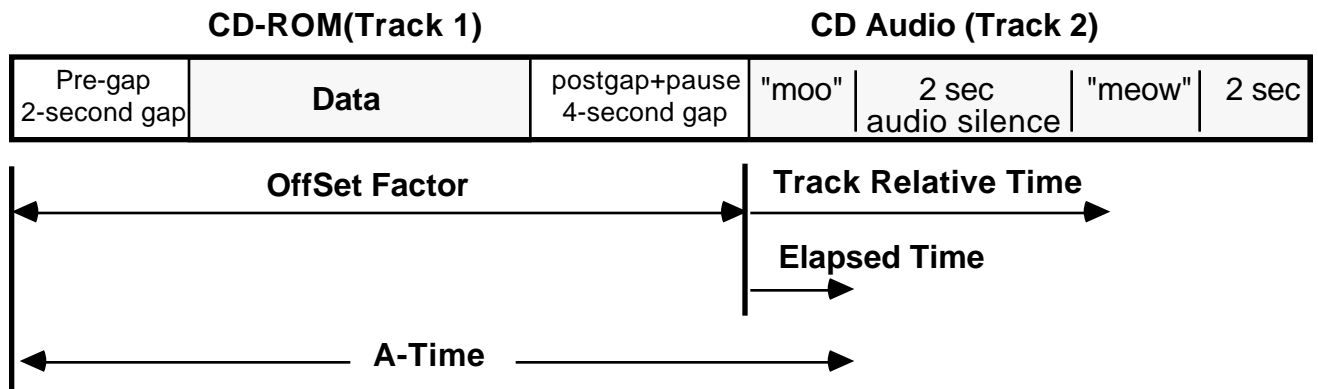 CD-ROM(Track 1) CD Audio (Track 2)
Pre-gap
2-second gap
Data
postgap+pause
4-second gap
"moo"
2 sec
audio silence
"meow"
2 sec
OffSet Factor
Track Relative Time
Elapsed Time
A-Time